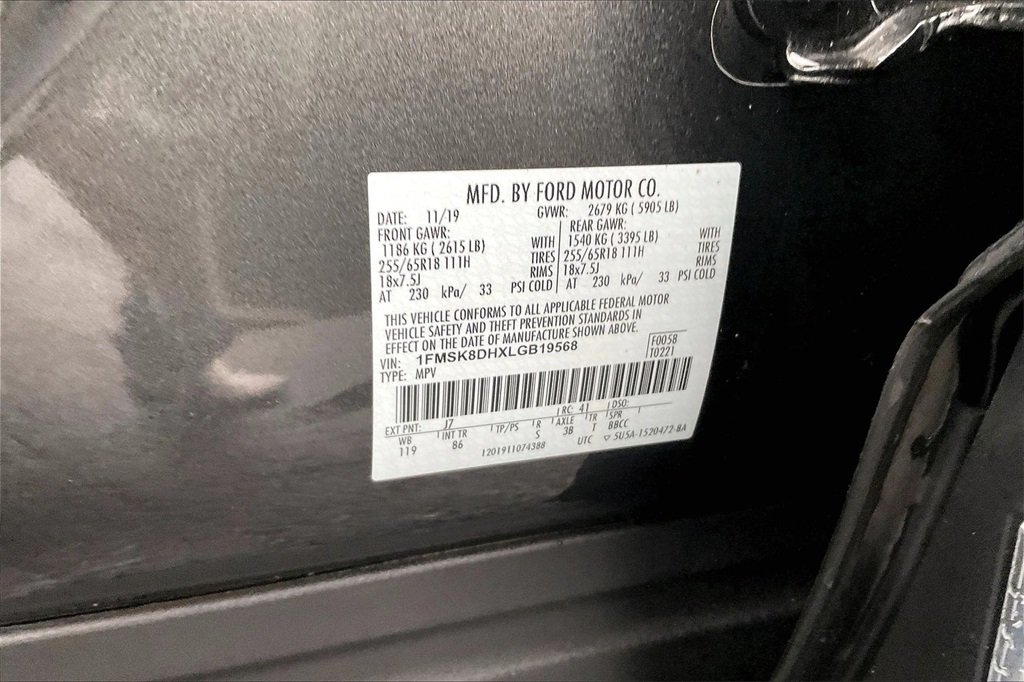 MFD. BY FORD MOTOR CO.
DATE: 11/19 GVWR: 2679 KG ( 5905 LB)
FRONT GAWR: REAR GAWR:
1186 KG ( 2615 LB) WITH 1540 KG ( 3395 LB) WITH
255/65R18 111H TIRES 255/65R18 111H TIRES
18x7.5J RIMS 18x7.5J RIMS
AT 230 kPa/ 33 PSI COLD AT 230 kPa/ 33 PSI COLD
THIS VEHICLE CONFORMS TO ALL APPLICABLE FEDERAL MOTOR
VEHICLE SAFETY AND THEFT PREVENTION STANDARDS IN
EFFECT ON THE DATE OF MANUFACTURE SHOWN ABOVE.
VIN: 1FMSK8DHXLGB19568 F0058
TYPE: MPV T0221
EXT PNT: J7 RC: 41 DSO:
WB INT TR TP/PS R AXLE TR SPR
119 86 S 3B T BBCC
1201911074388 UTC ▽ 5U5A-1520472-BA